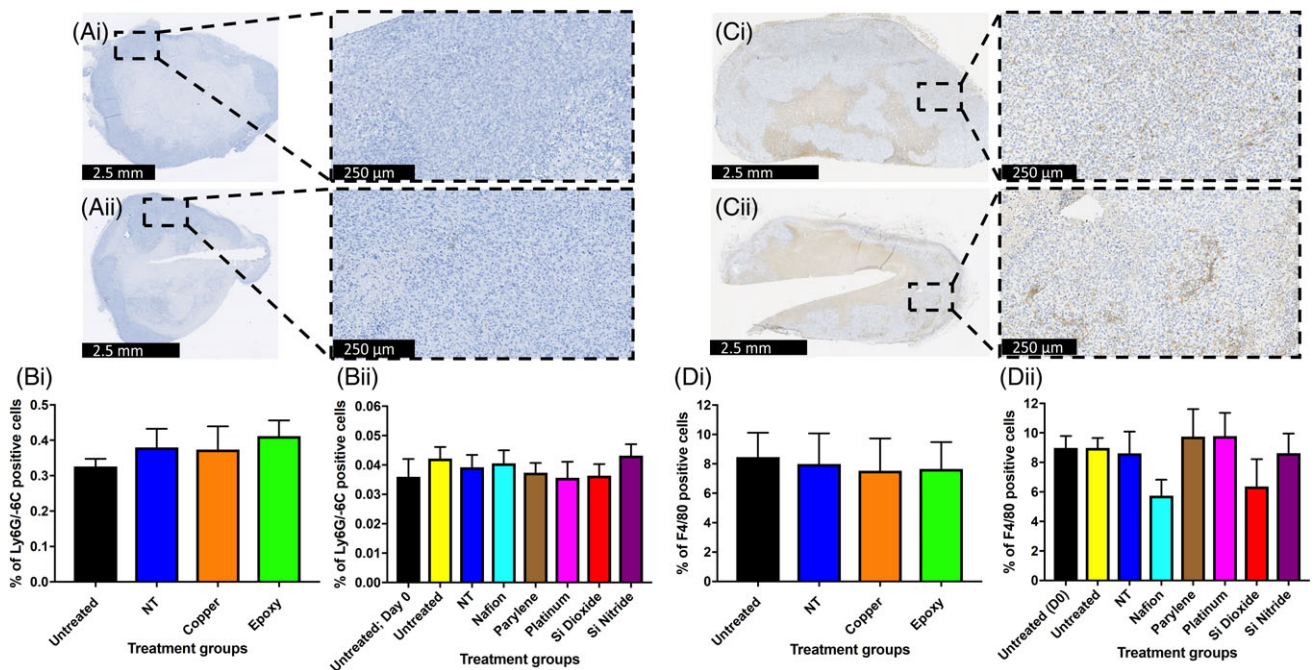 (Ai)
2.5 mm
250 µm
(Aii)
2.5 mm
250 µm
(Ci)
2.5 mm
250 µm
(Cii)
2.5 mm
250 µm
(Bi)
% of Ly6G/-6C positive cells
0.5
0.4
0.3
0.2
0.1
0.0
Untreated
NT
Copper
Epoxy
Treatment groups
(Bii)
% of Ly6G/-6C positive cells
0.06
0.05
0.04
0.03
0.02
0.01
0.00
Untreated; Day 0
Untreated
NT
Nafion
Parylene
Platinum
Si Dioxide
Si Nitride
Treatment groups
(Di)
% of F4/80 positive cells
12
10
8
6
4
2
0
Untreated
NT
Copper
Epoxy
Treatment groups
(Dii)
% of F4/80 positive cells
12
10
8
6
4
2
0
Untreated (D0)
Untreated
NT
Nafion
Parylene
Platinum
Si Dioxide
Si Nitride
Treatment groups